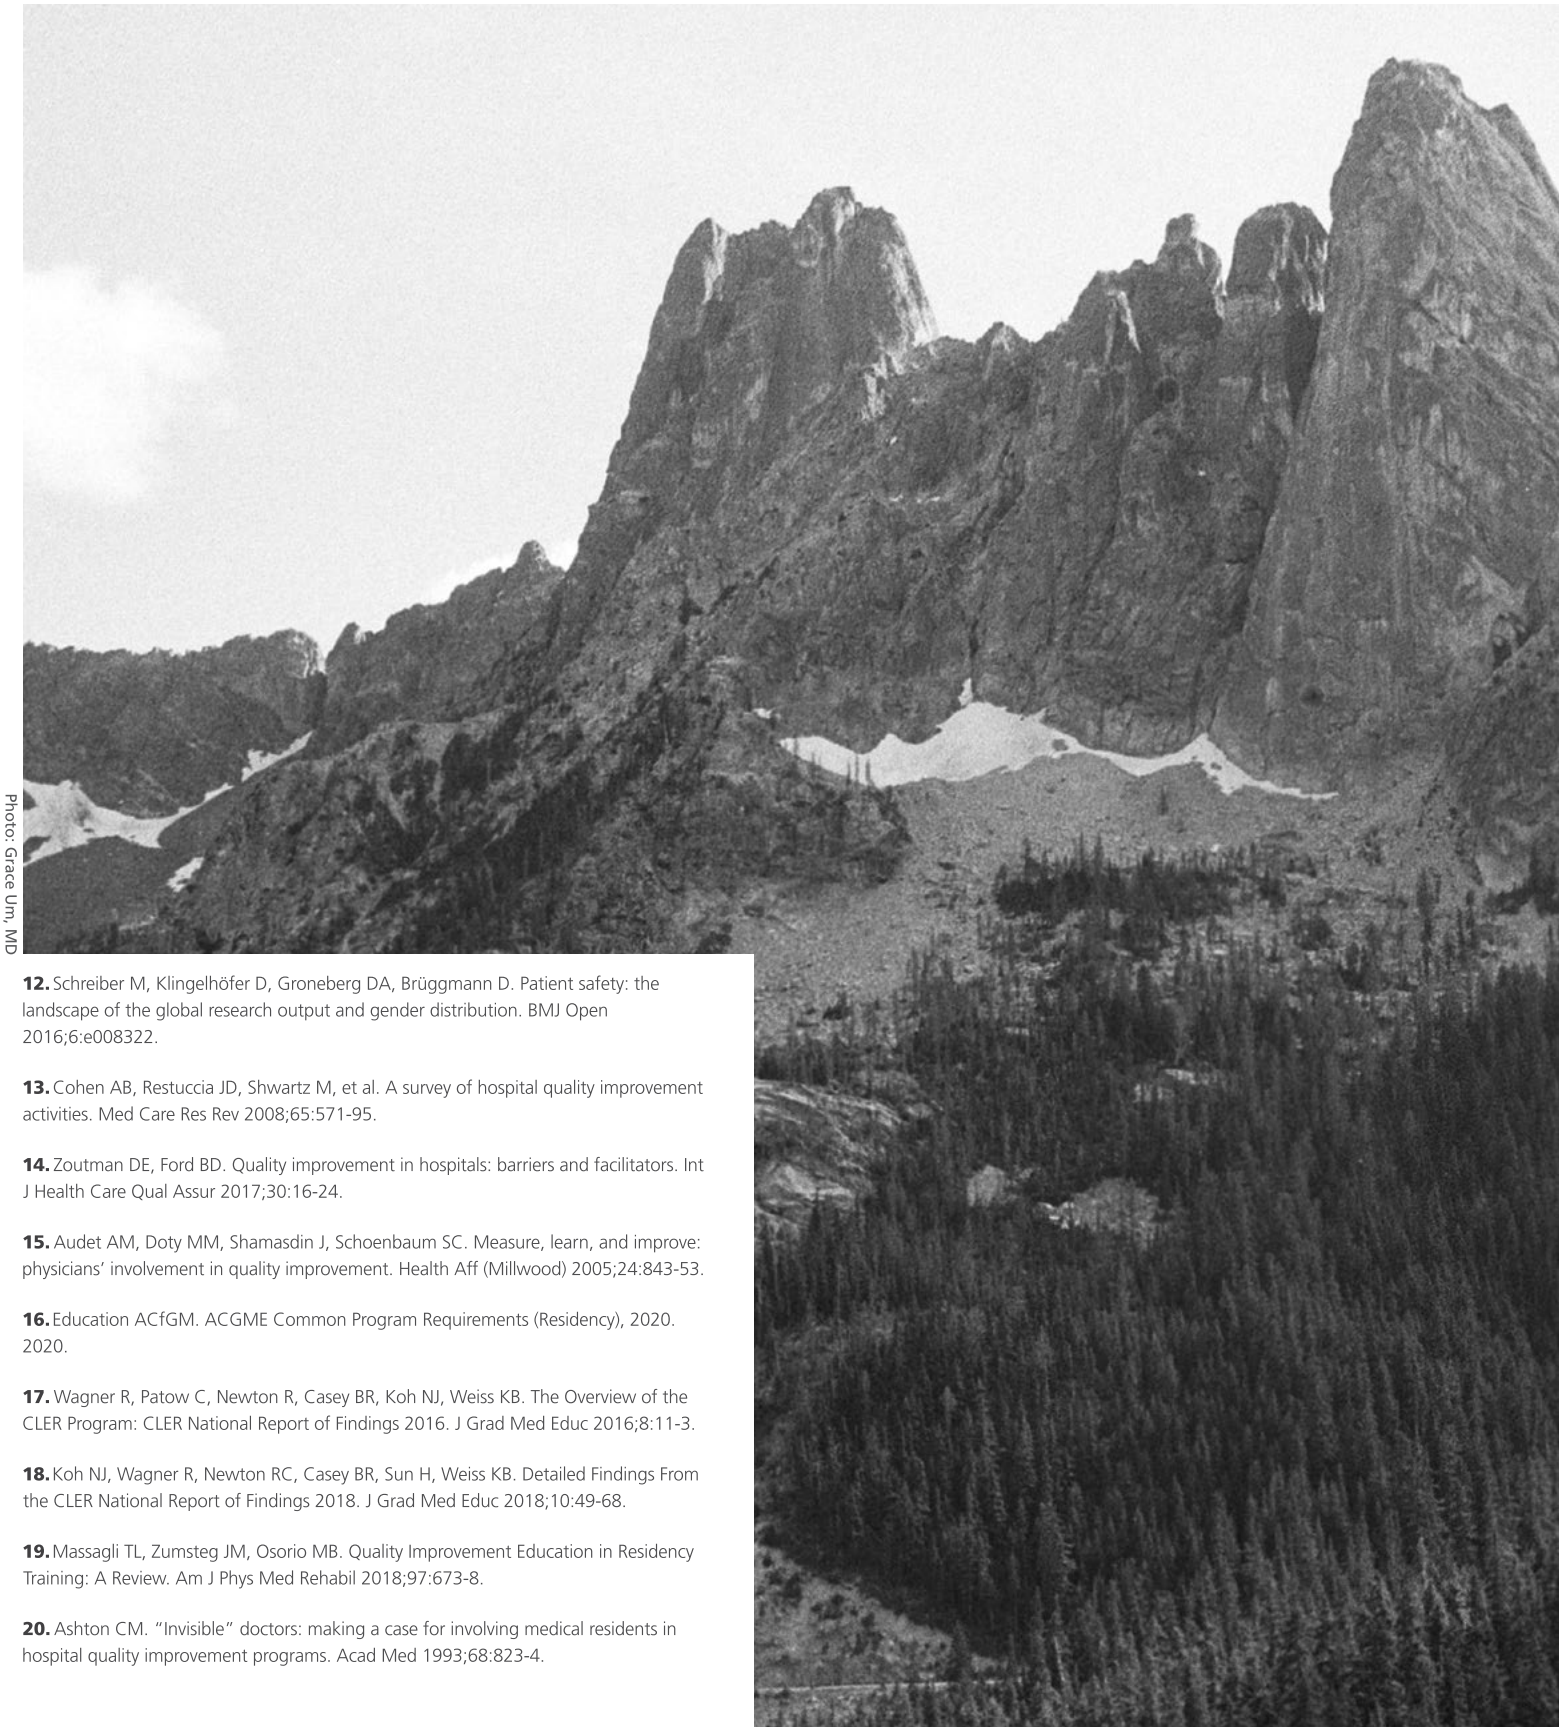 Photo: Grace Um, MD
12. Schreiber M, Klingelhöfer D, Groneberg DA, Brüggmann D. Patient safety: the
landscape of the global research output and gender distribution. BMJ Open
2016;6:e008322.
13. Cohen AB, Restuccia JD, Shwartz M, et al. A survey of hospital quality improvement
activities. Med Care Res Rev 2008;65:571-95.
14. Zoutman DE, Ford BD. Quality improvement in hospitals: barriers and facilitators. Int
J Health Care Qual Assur 2017;30:16-24.
15. Audet AM, Doty MM, Shamasdin J, Schoenbaum SC. Measure, learn, and improve:
physicians’ involvement in quality improvement. Health Aff (Millwood) 2005;24:843-53.
16. Education ACfGM. ACGME Common Program Requirements (Residency), 2020.
2020.
17. Wagner R, Patow C, Newton R, Casey BR, Koh NJ, Weiss KB. The Overview of the
CLER Program: CLER National Report of Findings 2016. J Grad Med Educ 2016;8:11-3.
18. Koh NJ, Wagner R, Newton RC, Casey BR, Sun H, Weiss KB. Detailed Findings From
the CLER National Report of Findings 2018. J Grad Med Educ 2018;10:49-68.
19. Massagli TL, Zumsteg JM, Osorio MB. Quality Improvement Education in Residency
Training: A Review. Am J Phys Med Rehabil 2018;97:673-8.
20. Ashton CM. “Invisible” doctors: making a case for involving medical residents in
hospital quality improvement programs. Acad Med 1993;68:823-4.